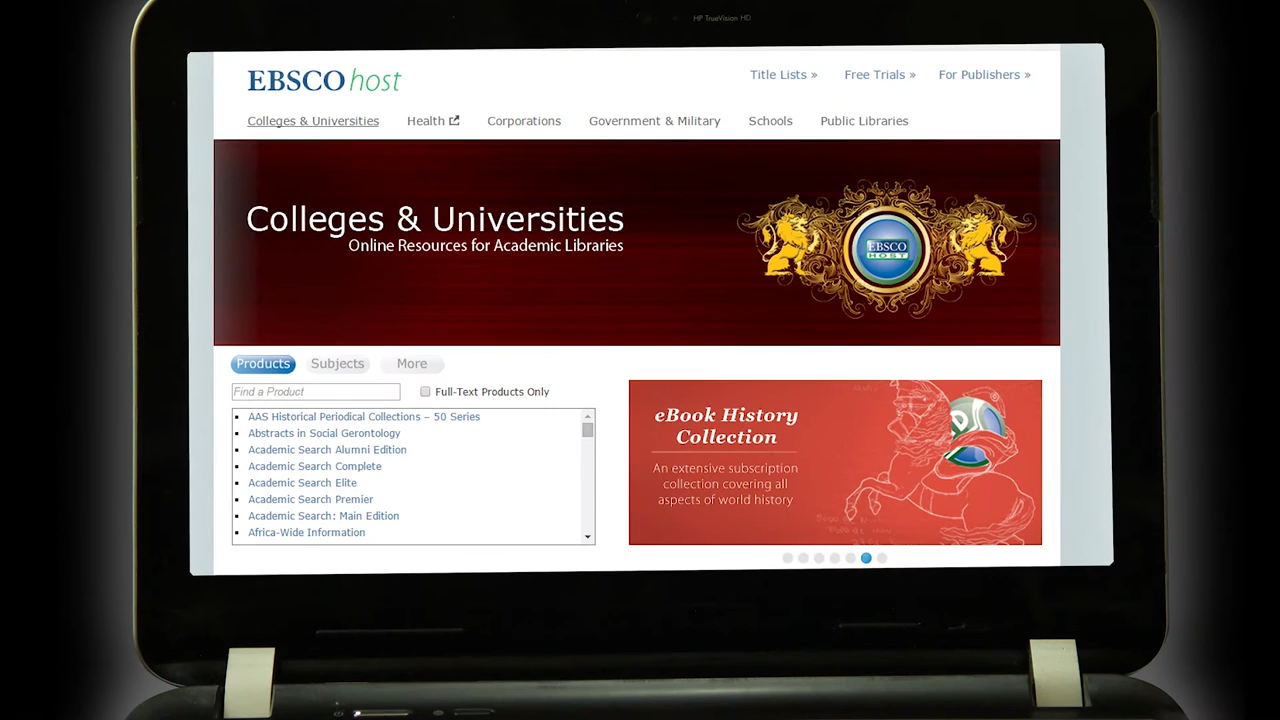 HP TrueVision HD
EBSCO host
Title Lists »
Free Trials »
For Publishers »
Colleges & Universities
Health
Corporations
Government & Military
Schools
Public Libraries
Colleges & Universities
Online Resources for Academic Libraries
EBSCO
HOST
Products
Subjects
More
Find a Product
Full-Text Products Only
AAS Historical Periodical Collections – 50 Series
Abstracts in Social Gerontology
Academic Search Alumni Edition
Academic Search Complete
Academic Search Elite
Academic Search Premier
Academic Search: Main Edition
Africa-Wide Information
eBook History
Collection
An extensive subscription
collection covering all
aspects of world history